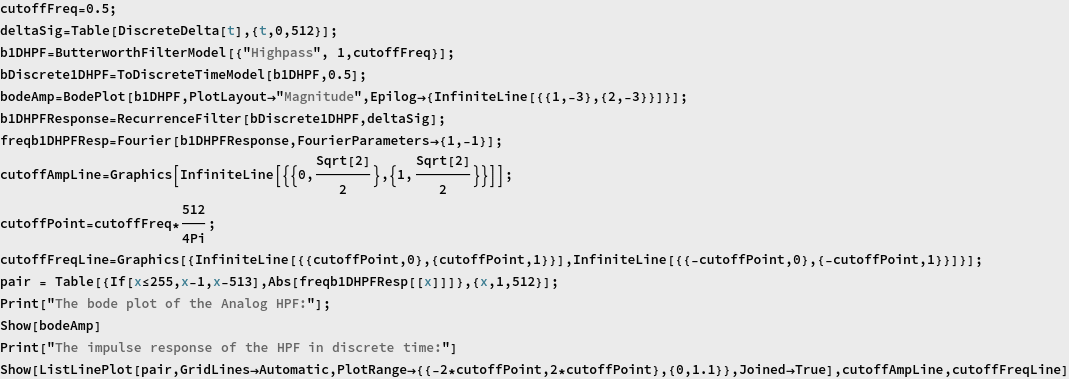 cutoffFreq=0.5;
deltaSig=Table[DiscreteDelta[t],{t,0,512}];
b1DHPF=ButterworthFilterModel[{"Highpass", 1,cutoffFreq}];
bDiscrete1DHPF=ToDiscreteTimeModel[b1DHPF,0.5];
bodeAmp=BodePlot[b1DHPF,PlotLayout→"Magnitude",Epilog→{InfiniteLine[{{1,-3},{2,-3}}]}];
b1DHPFResponse=RecurrenceFilter[bDiscrete1DHPF,deltaSig];
freqb1DHPFResp=Fourier[b1DHPFResponse,FourierParameters→{1,-1}];
cutoffAmpLine=Graphics[InfiniteLine[{{0,Sqrt[2]/2},{1,Sqrt[2]/2}}]];
cutoffPoint=cutoffFreq*512/4Pi;
cutoffFreqLine=Graphics[{InfiniteLine[{{cutoffPoint,0},{cutoffPoint,1}}],InfiniteLine[{{-cutoffPoint,0},{-cutoffPoint,1}}]}];
pair = Table[{If[x≤255,x-1,x-513],Abs[freqb1DHPFResp[[x]]]},{x,1,512}];
Print["The bode plot of the Analog HPF:"];
Show[bodeAmp]
Print["The impulse response of the HPF in discrete time:"]
Show[ListLinePlot[pair,GridLines→Automatic,PlotRange→{{-2*cutoffPoint,2*cutoffPoint},{0,1.1}},Joined→True],cutoffAmpLine,cutoffFreqLine]